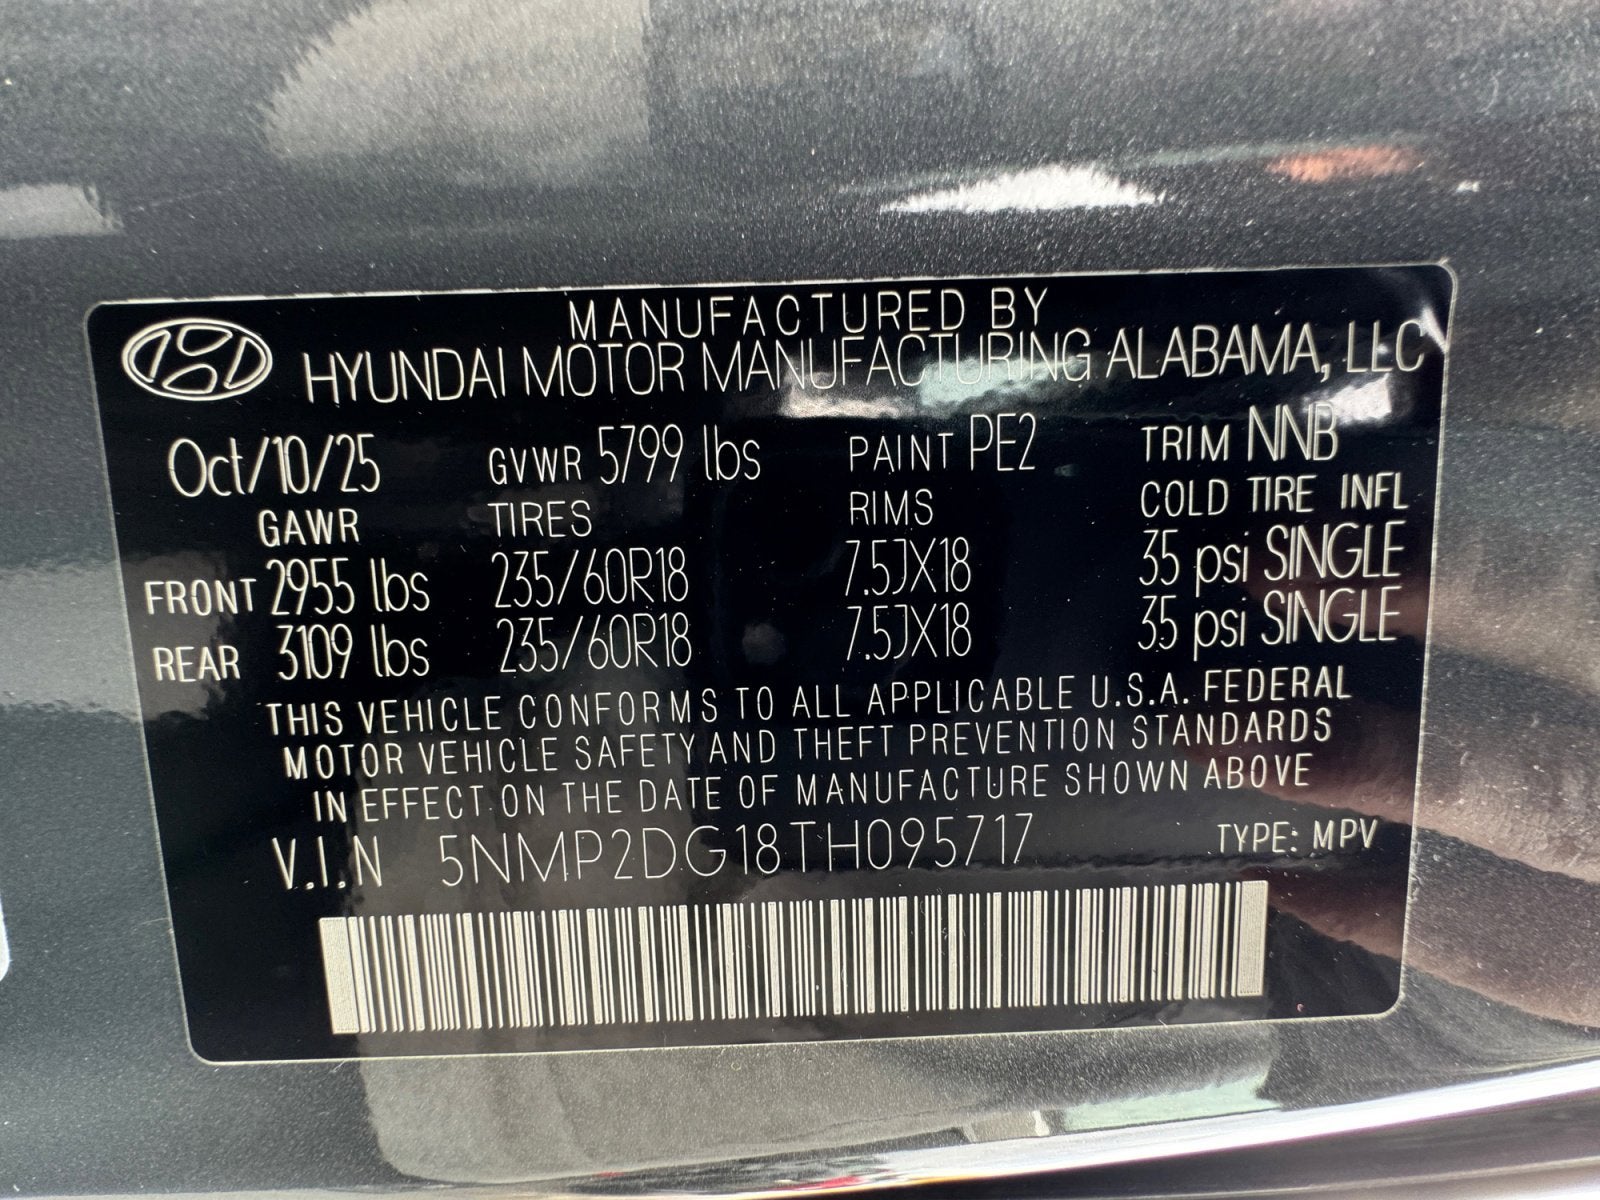 MANUFACTURED BY
HYUNDAI MOTOR MANUFACTURING ALABAMA, LLC
Oct/10/25 GVWR 5799 lbs PAINT PE2 TRIM NNB
GAWR TIRES RIMS COLD TIRE INFL
FRONT 2955 lbs 235/60R18 7.5JX18 35 psi SINGLE
REAR 3109 lbs 235/60R18 7.5JX18 35 psi SINGLE
THIS VEHICLE CONFORMS TO ALL APPLICABLE U.S.A. FEDERAL
MOTOR VEHICLE SAFETY AND THEFT PREVENTION STANDARDS
IN EFFECT ON THE DATE OF MANUFACTURE SHOWN ABOVE
V.I.N 5NMP2DG18TH095717 TYPE: MPV